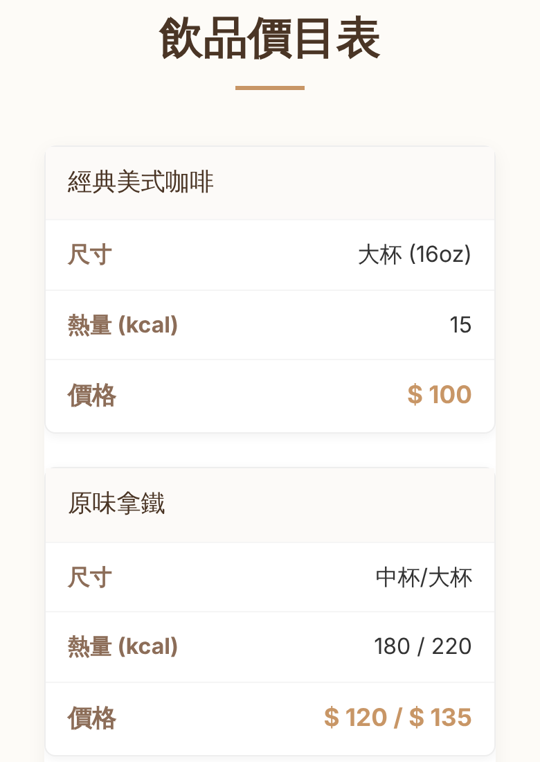 飲品價目表
經典美式咖啡
尺寸 大杯 (16oz)
熱量 (kcal) 15
價格 $ 100
原味拿鐵
尺寸 中杯/大杯
熱量 (kcal) 180 / 220
價格 $ 120 / $ 135